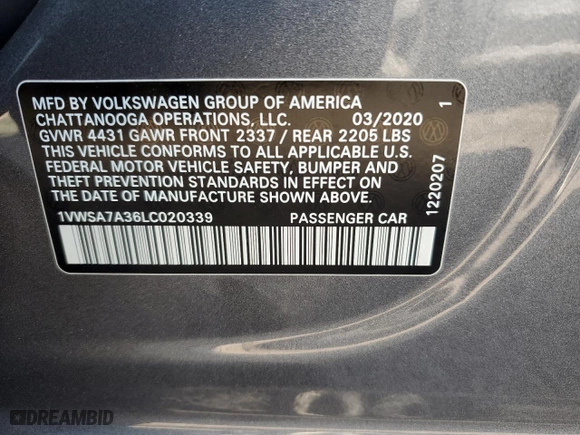 MFD BY VOLKSWAGEN GROUP OF AMERICA
CHATTANOOGA OPERATIONS, LLC. 03/2020
GVWR 4431 GAWR FRONT 2337 / REAR 2205 LBS
THIS VEHICLE CONFORMS TO ALL APPLICABLE U.S.
FEDERAL MOTOR VEHICLE SAFETY, BUMPER AND
THEFT PREVENTION STANDARDS IN EFFECT ON
THE DATE OF MANUFACTURE SHOWN ABOVE.
1VWSA7A36LC020339 PASSENGER CAR
1220207 1
DREAMBID